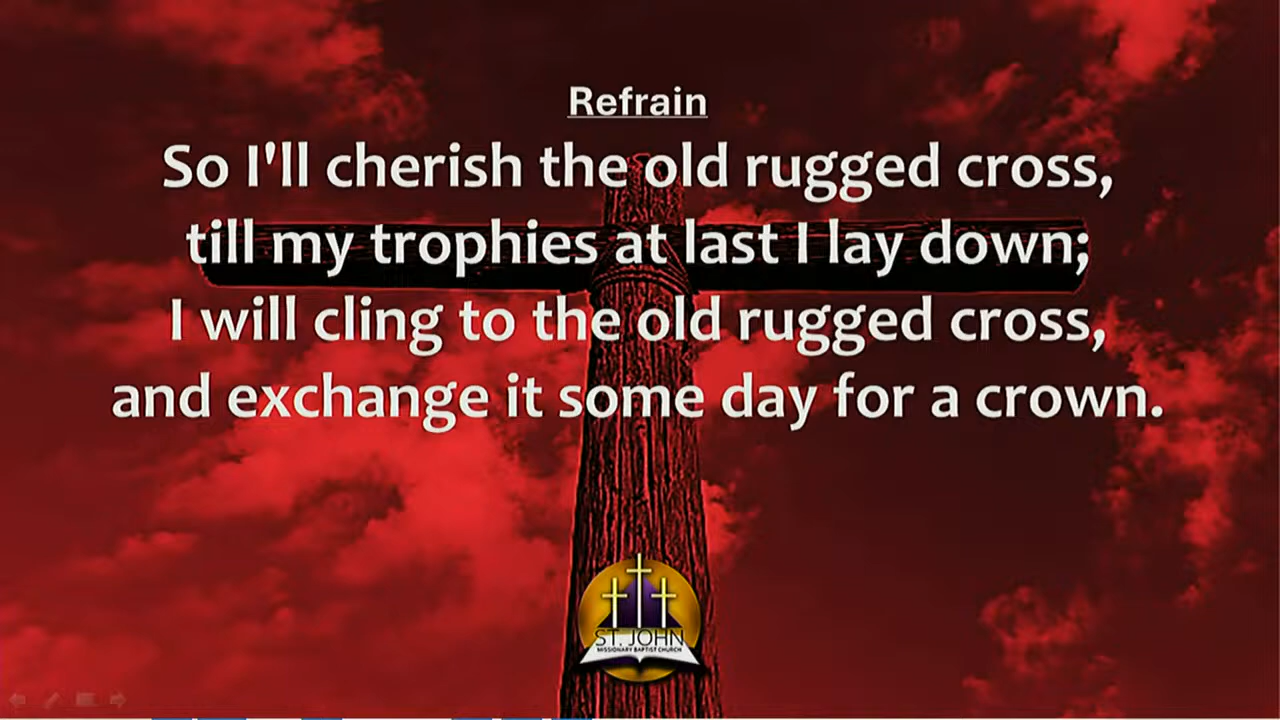 Refrain
So I'll cherish the old rugged cross,
till my trophies at last I lay down;
I will cling to the old rugged cross,
and exchange it some day for a crown.
ST. JOHN
MISSIONARY BAPTIST CHURCH